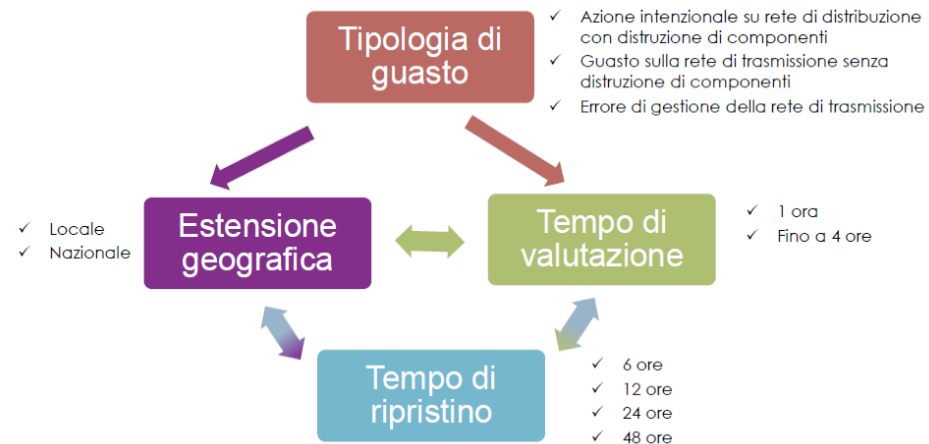 Tipologia di
guasto
✓ Azione intenzionale su rete di distribuzione
con distruzione di componenti
✓ Guasto sulla rete di trasmissione senza
distruzione di componenti
✓ Errore di gestione della rete di trasmissione
✓ Locale
✓ Nazionale
Estensione
geografica
Tempo di
valutazione
✓ 1 ora
✓ Fino a 4 ore
Tempo di
ripristino
✓ 6 ore
✓ 12 ore
✓ 24 ore
✓ 48 ore